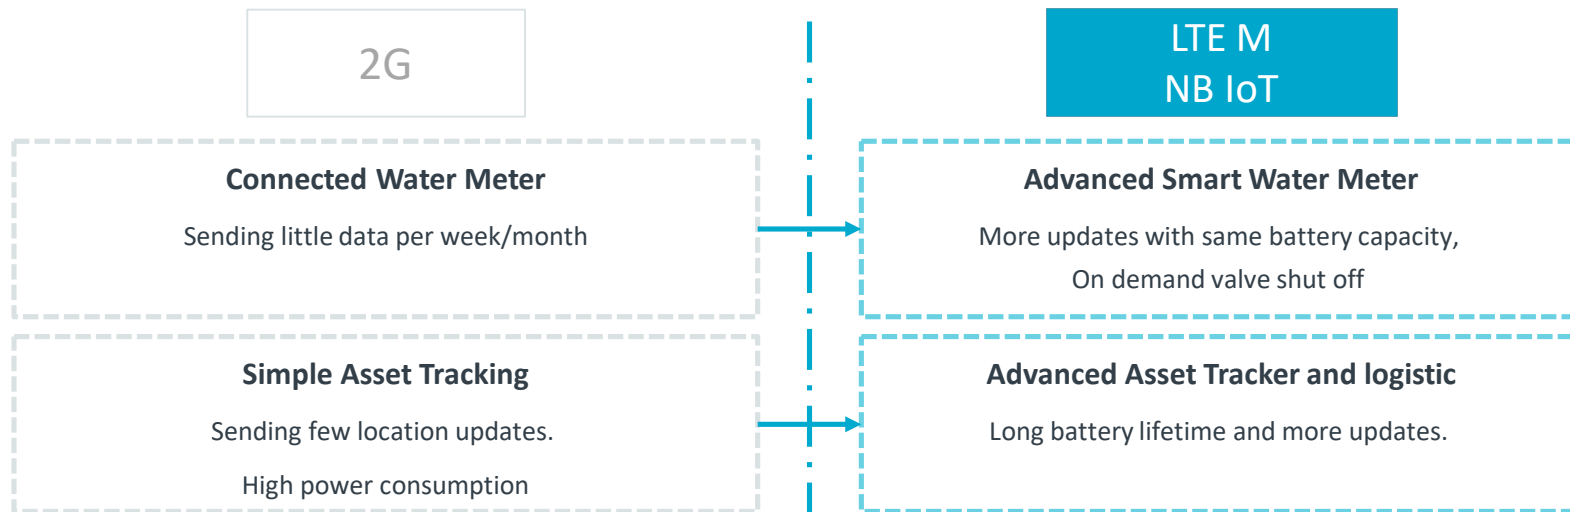 2G
LTE M
NB IoT
Connected Water Meter
Sending little data per week/month
Advanced Smart Water Meter
More updates with same battery capacity,
On demand valve shut off
Simple Asset Tracking
Sending few location updates.
High power consumption
Advanced Asset Tracker and logistic
Long battery lifetime and more updates.